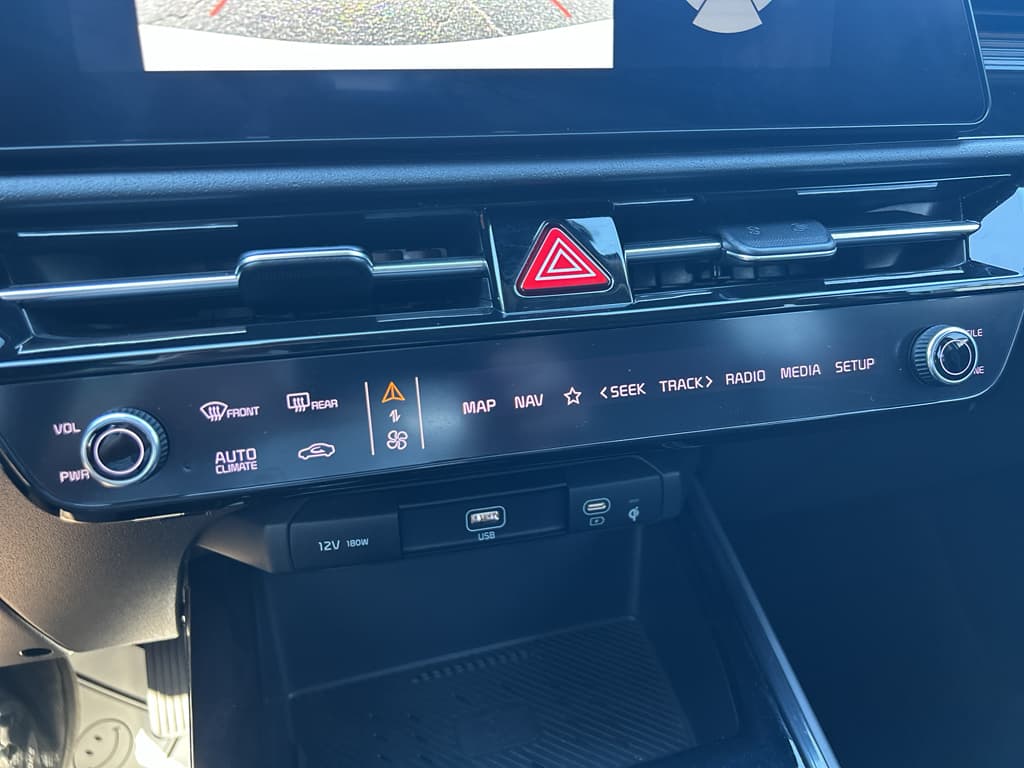 VOL
PWR
FRONT
REAR
AUTO
CLIMATE
MAP NAV <SEEK TRACK> RADIO MEDIA SETUP
12V 180W
USB